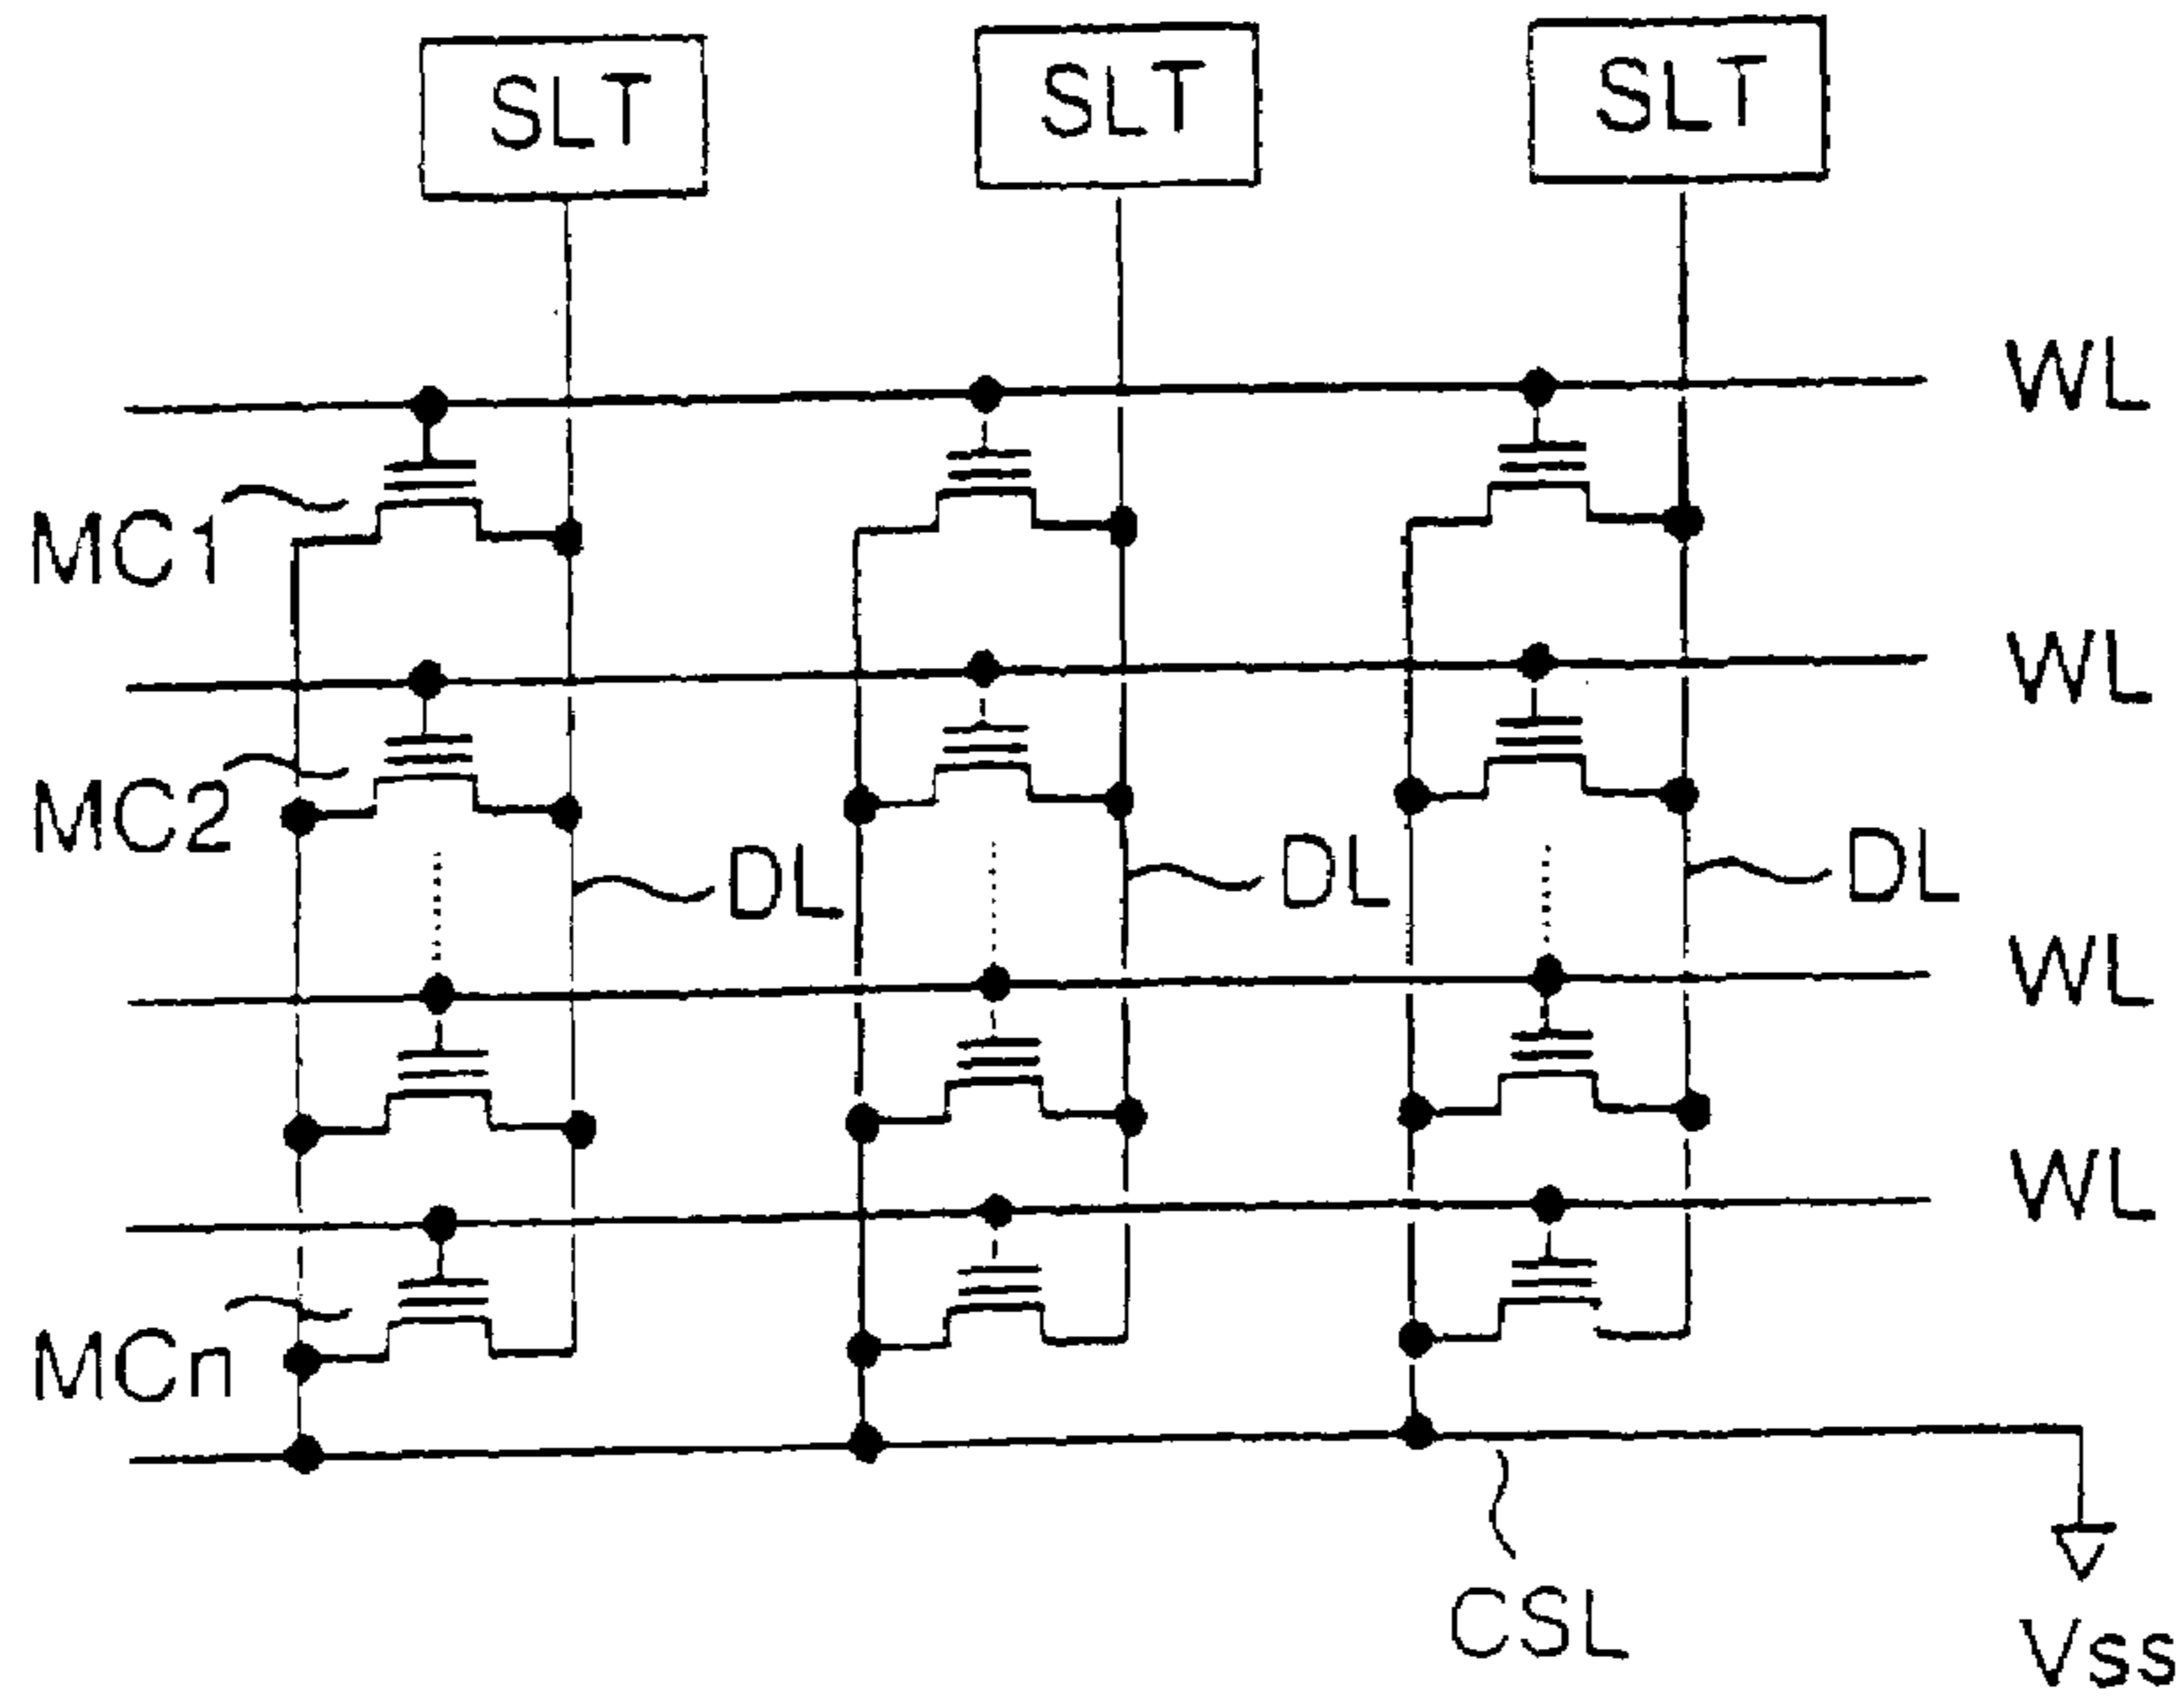 SLT SLT SLT
WL
MC1
WL
MC2
DL DL DL
WL
WL
MCn
CSL
Vss